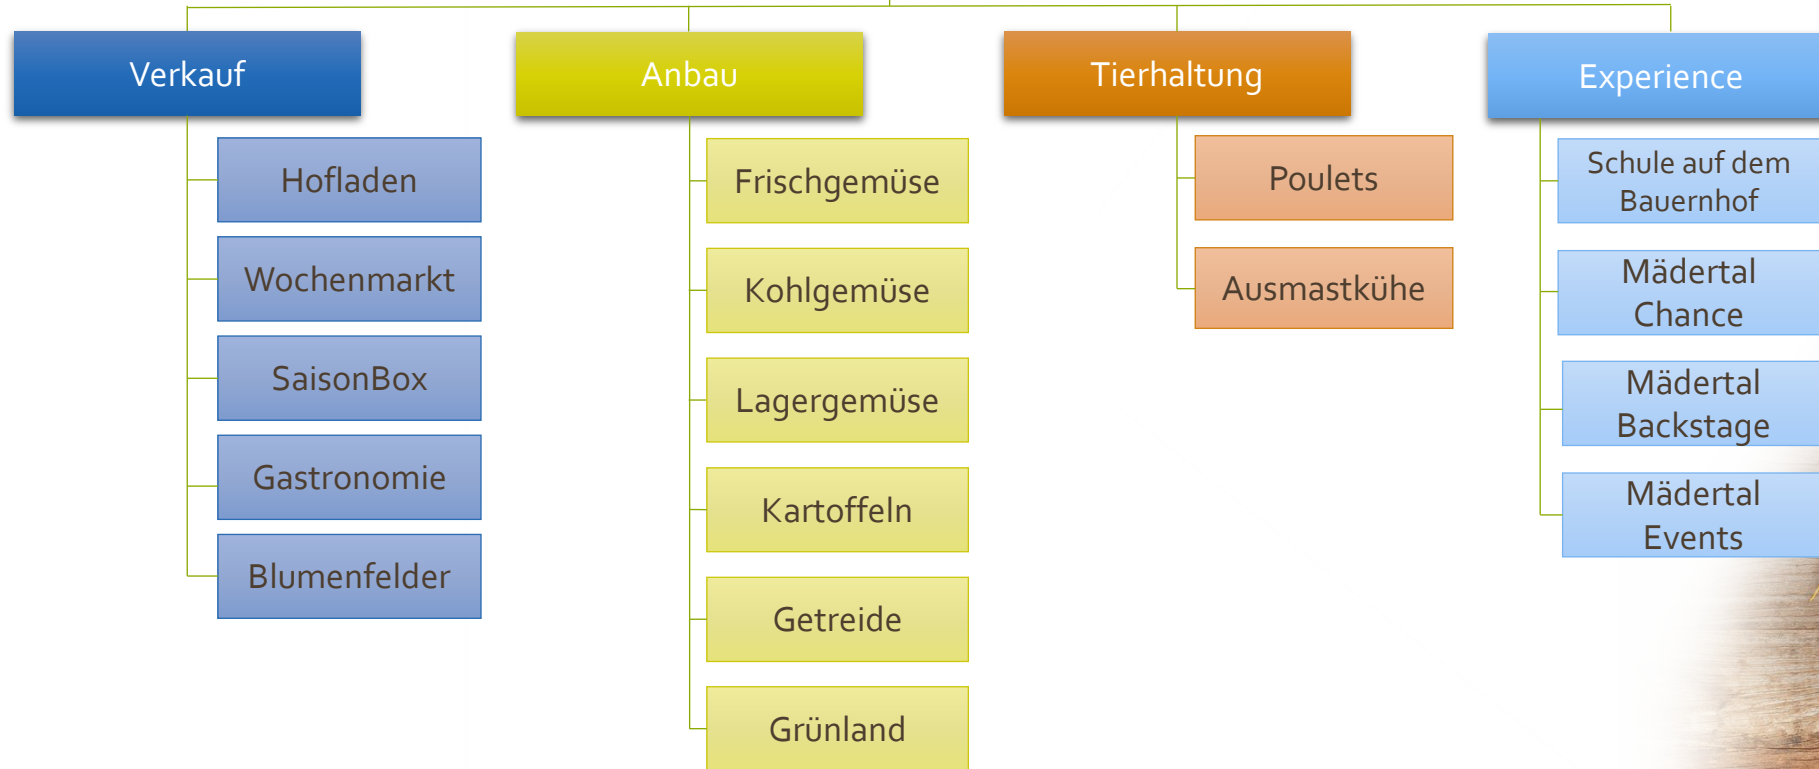 Verkauf
Hofladen
Wochenmarkt
SaisonBox
Gastronomie
Blumenfelder
Anbau
Frischgemüse
Kohlgemüse
Lagergemüse
Kartoffeln
Getreide
Grünland
Tierhaltung
Poulets
Ausmastkühe
Experience
Schule auf dem
Bauernhof
Mädertal
Chance
Mädertal
Backstage
Mädertal
Events